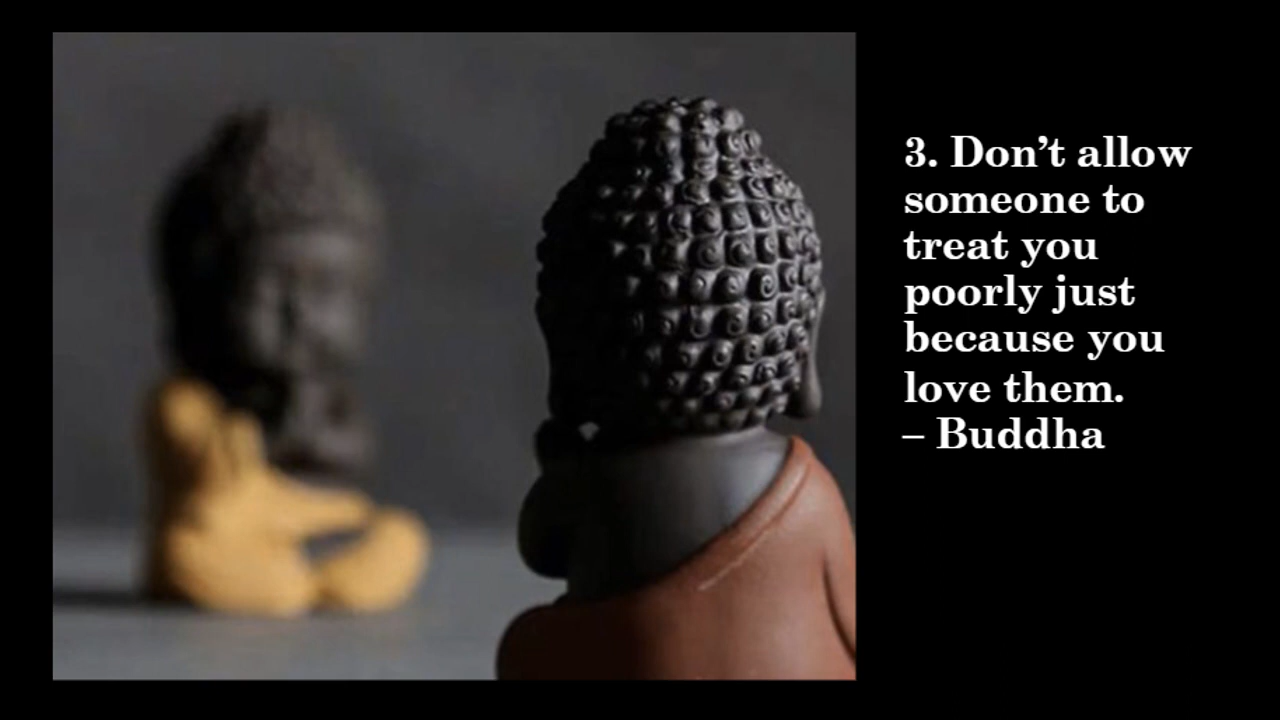 3. Don’t allow
someone to
treat you
poorly just
because you
love them.
– Buddha